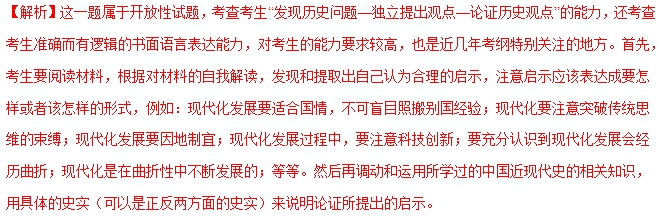 【解析】这一题属于开放性试题，考查考生“发现历史问题—独立提出观点—论证历史观点”的能力，还考查
考生准确而有逻辑的书面语言表达能力，对考生的能力要求较高，也是近几年考纲特别关注的地方。首先，
考生要阅读材料，根据对材料的自我解读，发现和提取出自己认为合理的启示，注意启示应该表达成要怎
样或者该怎样的形式，例如：现代化发展要适合国情，不可盲目照搬别国经验；现代化要注意突破传统思
维的束缚；现代化发展要因地制宜；现代化发展过程中，要注意科技创新；要充分认识到现代化发展会经
历曲折；现代化是在曲折性中不断发展的；等等。然后再调动和运用所学过的中国近现代史的相关知识，
用具体的史实（可以是正反两方面的史实）来说明论证所提出的启示。